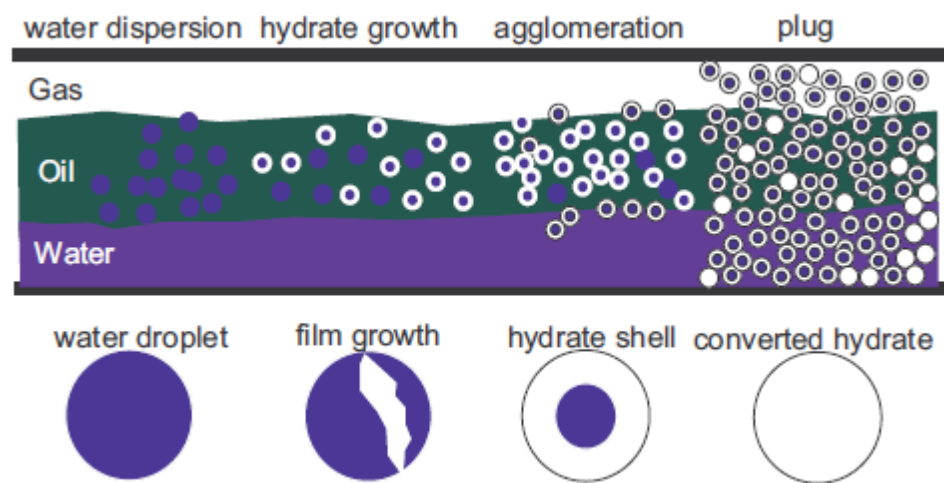 water dispersion hydrate growth agglomeration plug
Gas
Oil
Water
water droplet film growth hydrate shell converted hydrate